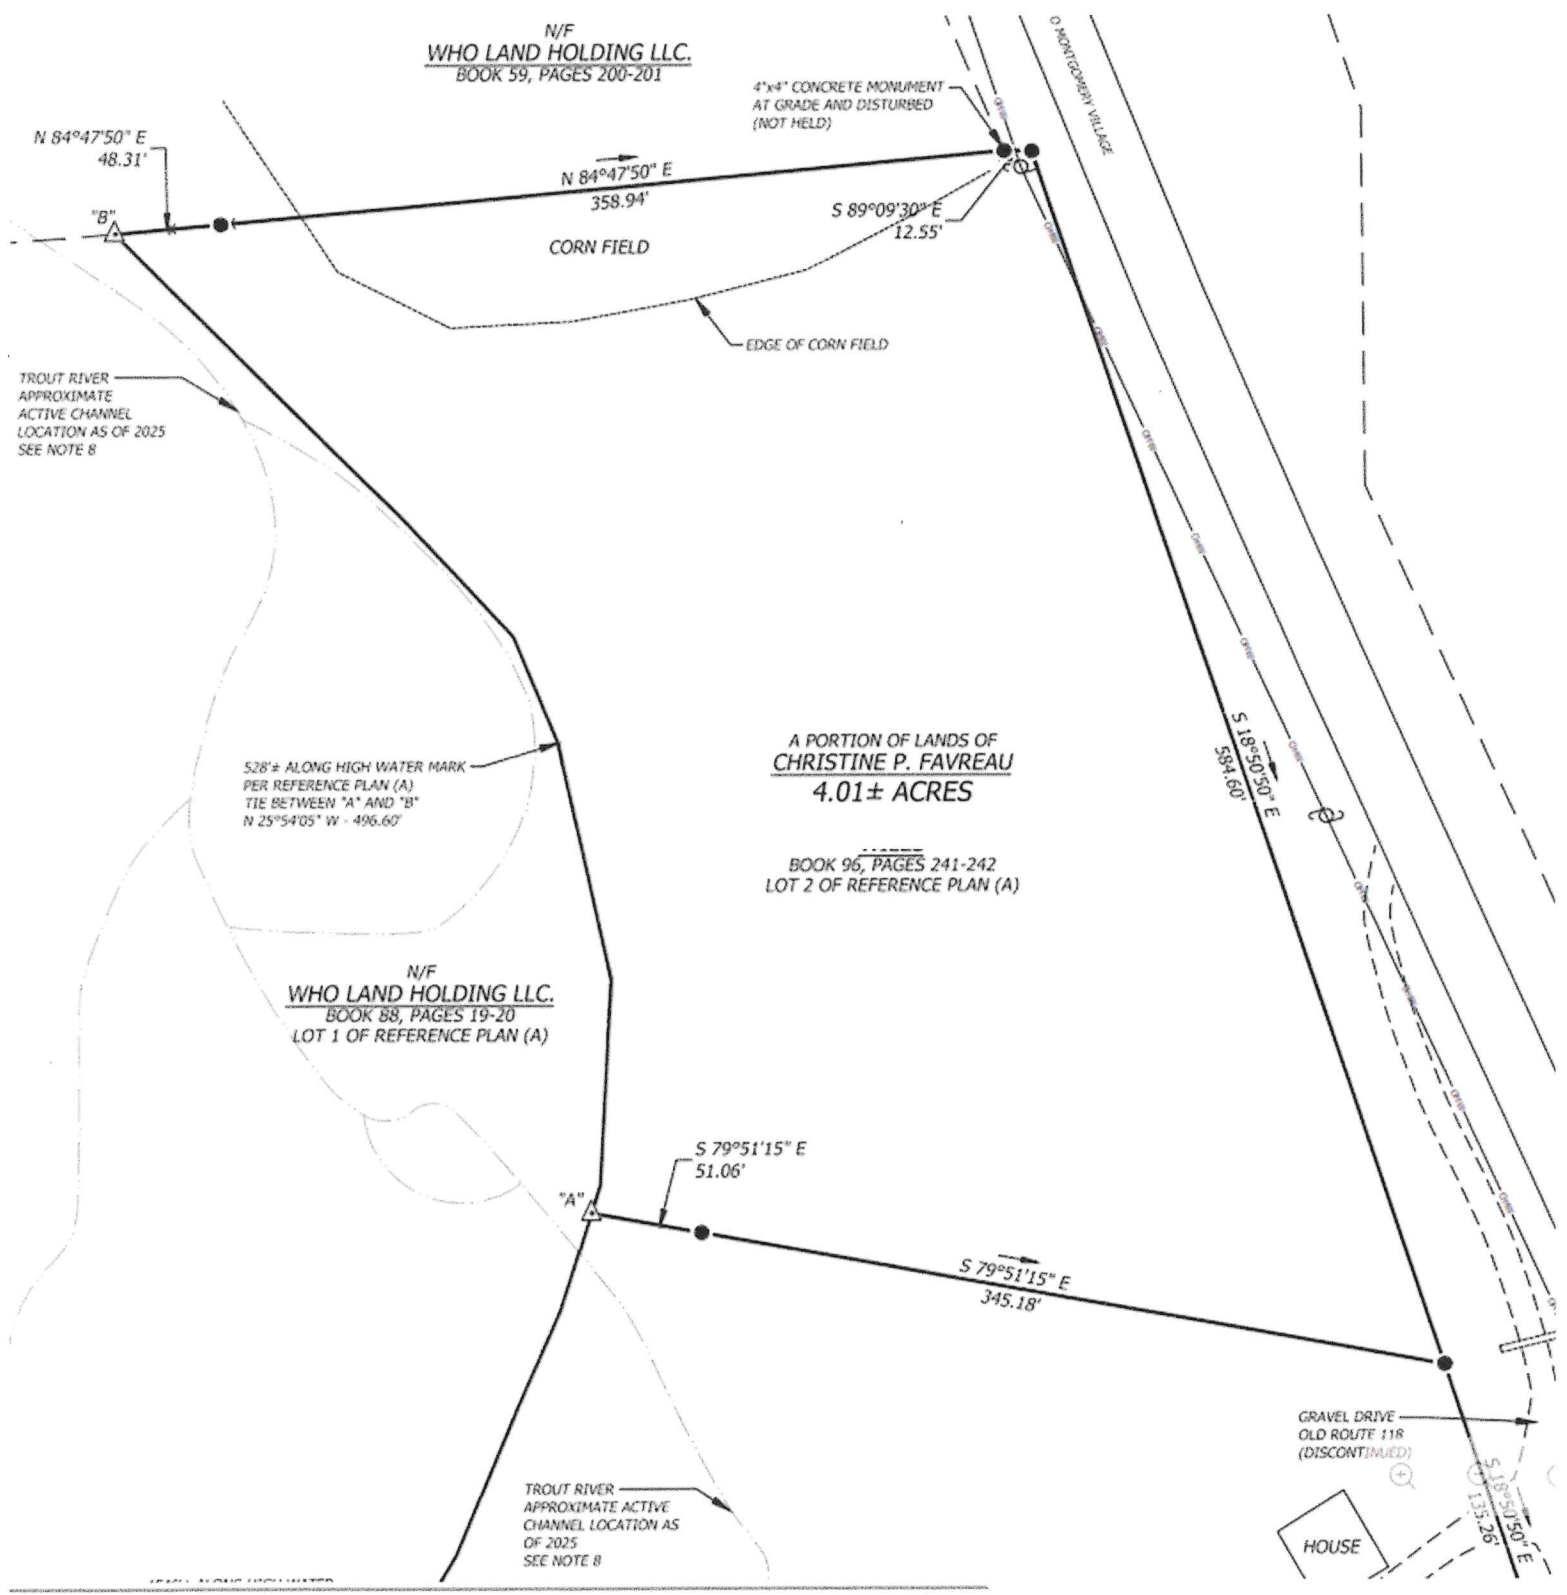 N/F
WHO LAND HOLDING LLC.
BOOK 59, PAGES 200-201
4"x4" CONCRETE MONUMENT
AT GRADE AND DISTURBED
(NOT HELD)
O MONTGOMERY VILLAGE
N 84°47'50" E
48.31'
N 84°47'50" E
358.94'
"B"
S 89°09'30" E
12.55'
CORN FIELD
EDGE OF CORN FIELD
TROUT RIVER
APPROXIMATE
ACTIVE CHANNEL
LOCATION AS OF 2025
SEE NOTE 8
S 18°50'50" E
584.60'
528'± ALONG HIGH WATER MARK
PER REFERENCE PLAN (A)
TIE BETWEEN "A" AND "B"
N 25°54'05" W - 496.60'
A PORTION OF LANDS OF
CHRISTINE P. FAVREAU
4.01± ACRES
BOOK 96, PAGES 241-242
LOT 2 OF REFERENCE PLAN (A)
N/F
WHO LAND HOLDING LLC.
BOOK 88, PAGES 19-20
LOT 1 OF REFERENCE PLAN (A)
S 79°51'15" E
51.06'
"A"
S 79°51'15" E
345.18'
GRAVEL DRIVE
OLD ROUTE 118
(DISCONTINUED)
S 18°50'50" E
135.26'
HOUSE
TROUT RIVER
APPROXIMATE ACTIVE
CHANNEL LOCATION AS
OF 2025
SEE NOTE 8
ALONG HIGH WATER